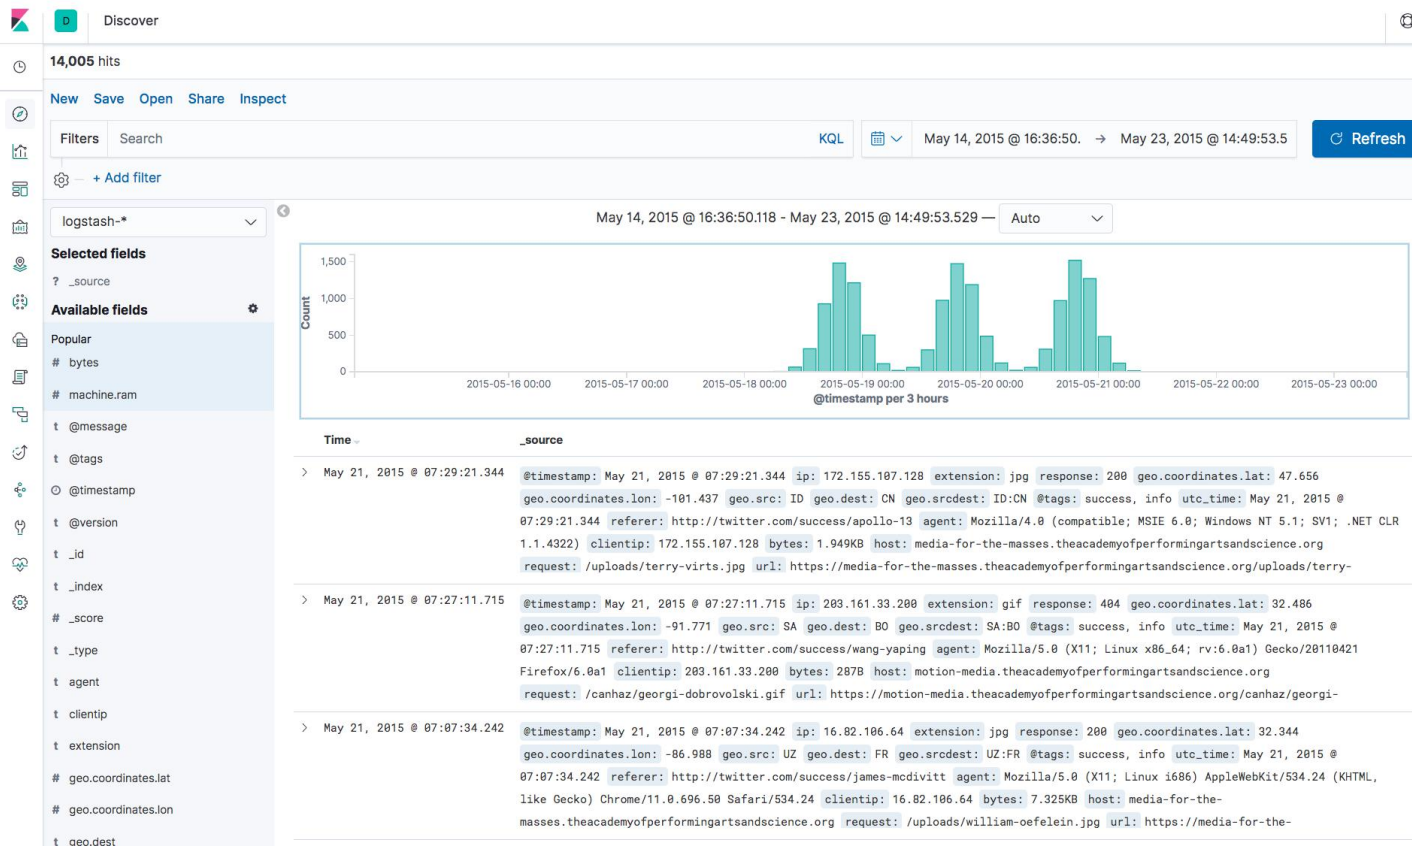 D Discover
14,005 hits
New Save Open Share Inspect
Filters Search KQL May 14, 2015 @ 16:36:50. → May 23, 2015 @ 14:49:53.5 Refresh
+ Add filter
logstash-*
May 14, 2015 @ 16:36:50.118 - May 23, 2015 @ 14:49:53.529 — Auto
Selected fields
? _source
Available fields
Popular
# bytes
# machine.ram
t @message
t @tags
@timestamp
t @version
t _id
t _index
# _score
t _type
t agent
t clientip
t extension
# geo.coordinates.lat
# geo.coordinates.lon
t geo.dest
Count
1,500
1,000
500
0
2015-05-16 00:00 2015-05-17 00:00 2015-05-18 00:00 2015-05-19 00:00 2015-05-20 00:00 2015-05-21 00:00 2015-05-22 00:00 2015-05-23 00:00
@timestamp per 3 hours
Time _source
May 21, 2015 @ 07:29:21.344 @timestamp: May 21, 2015 @ 07:29:21.344 ip: 172.155.107.128 extension: jpg response: 200 geo.coordinates.lat: 47.656
geo.coordinates.lon: -101.437 geo.src: ID geo.dest: CN geo.srcdest: ID:CN @tags: success, info utc_time: May 21, 2015 @
07:29:21.344 referer: http://twitter.com/success/apollo-13 agent: Mozilla/4.0 (compatible; MSIE 6.0; Windows NT 5.1; SV1; .NET CLR
1.1.4322) clientip: 172.155.107.128 bytes: 1.949KB host: media-for-the-masses.theacademyofperformingartsandscience.org
request: /uploads/terry-virts.jpg url: https://media-for-the-masses.theacademyofperformingartsandscience.org/uploads/terry-
May 21, 2015 @ 07:27:11.715 @timestamp: May 21, 2015 @ 07:27:11.715 ip: 203.161.33.200 extension: gif response: 404 geo.coordinates.lat: 32.486
geo.coordinates.lon: -91.771 geo.src: SA geo.dest: BO geo.srcdest: SA:BO @tags: success, info utc_time: May 21, 2015 @
07:27:11.715 referer: http://twitter.com/success/wang-yaping agent: Mozilla/5.0 (X11; Linux x86_64; rv:6.0a1) Gecko/20110421
Firefox/6.0a1 clientip: 203.161.33.200 bytes: 287B host: motion-media.theacademyofperformingartsandscience.org
request: /canhaz/georgi-dobrovolski.gif url: https://motion-media.theacademyofperformingartsandscience.org/canhaz/georgi-
May 21, 2015 @ 07:07:34.242 @timestamp: May 21, 2015 @ 07:07:34.242 ip: 16.82.106.64 extension: jpg response: 200 geo.coordinates.lat: 32.344
geo.coordinates.lon: -86.988 geo.src: UZ geo.dest: FR geo.srcdest: UZ:FR @tags: success, info utc_time: May 21, 2015 @
07:07:34.242 referer: http://twitter.com/success/james-mcdivitt agent: Mozilla/5.0 (X11; Linux i686) AppleWebKit/534.24 (KHTML,
like Gecko) Chrome/11.0.696.50 Safari/534.24 clientip: 16.82.106.64 bytes: 7.325KB host: media-for-the-
masses.theacademyofperformingartsandscience.org request: /uploads/william-oefelein.jpg url: https://media-for-the-